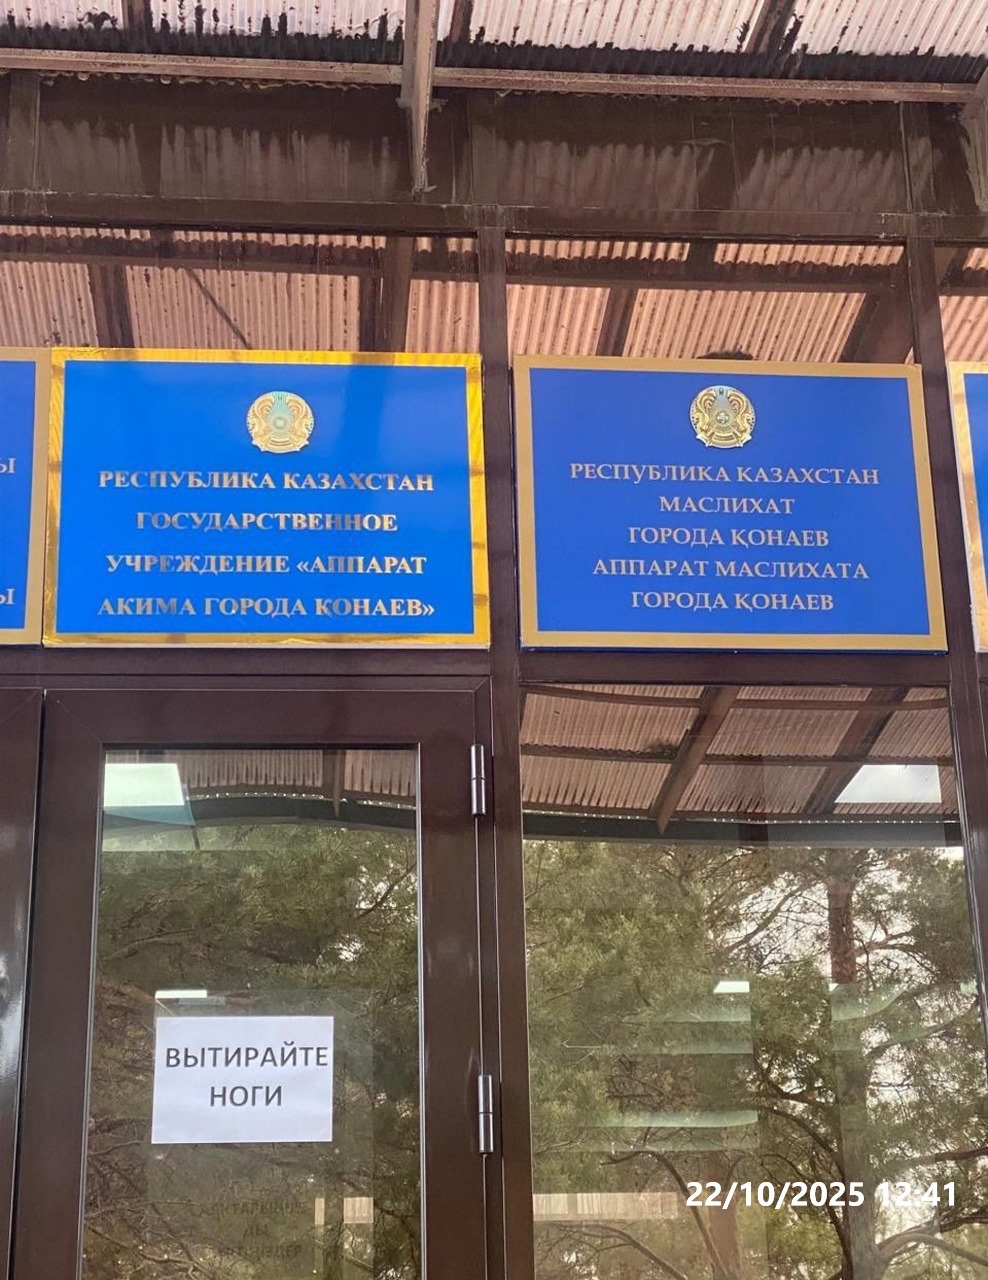 Ы
Ы
РЕСПУБЛИКА КАЗАХСТАН
ГОСУДАРСТВЕННОЕ
УЧРЕЖДЕНИЕ «АППАРАТ
АКИМА ГОРОДА ҚОНАЕВ»
РЕСПУБЛИКА КАЗАХСТАН
МАСЛИХАТ
ГОРОДА ҚОНАЕВ
АППАРАТ МАСЛИХАТА
ГОРОДА ҚОНАЕВ
ВЫТИРАЙТЕ
НОГИ
22/10/2025 12:41